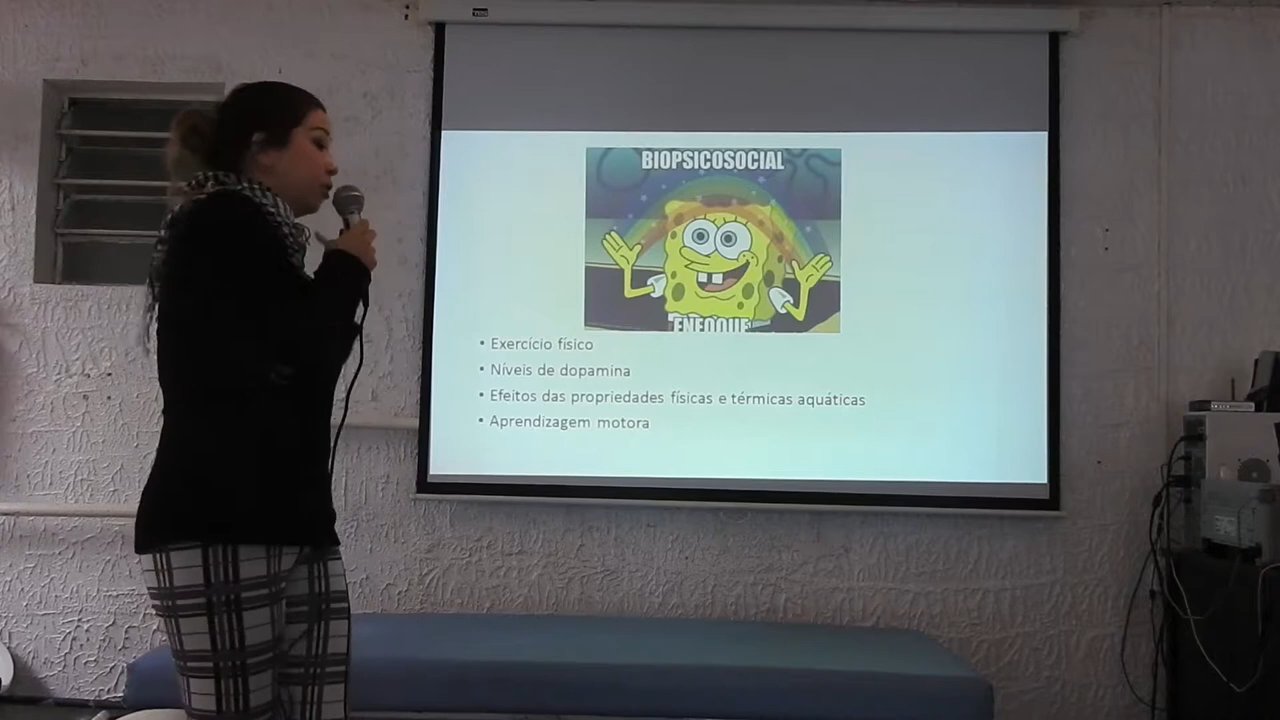 BIOPSICOSOCIAL
ENFOQUE
• Exercício físico
• Níveis de dopamina
• Efeitos das propriedades físicas e térmicas aquáticas
• Aprendizagem motora